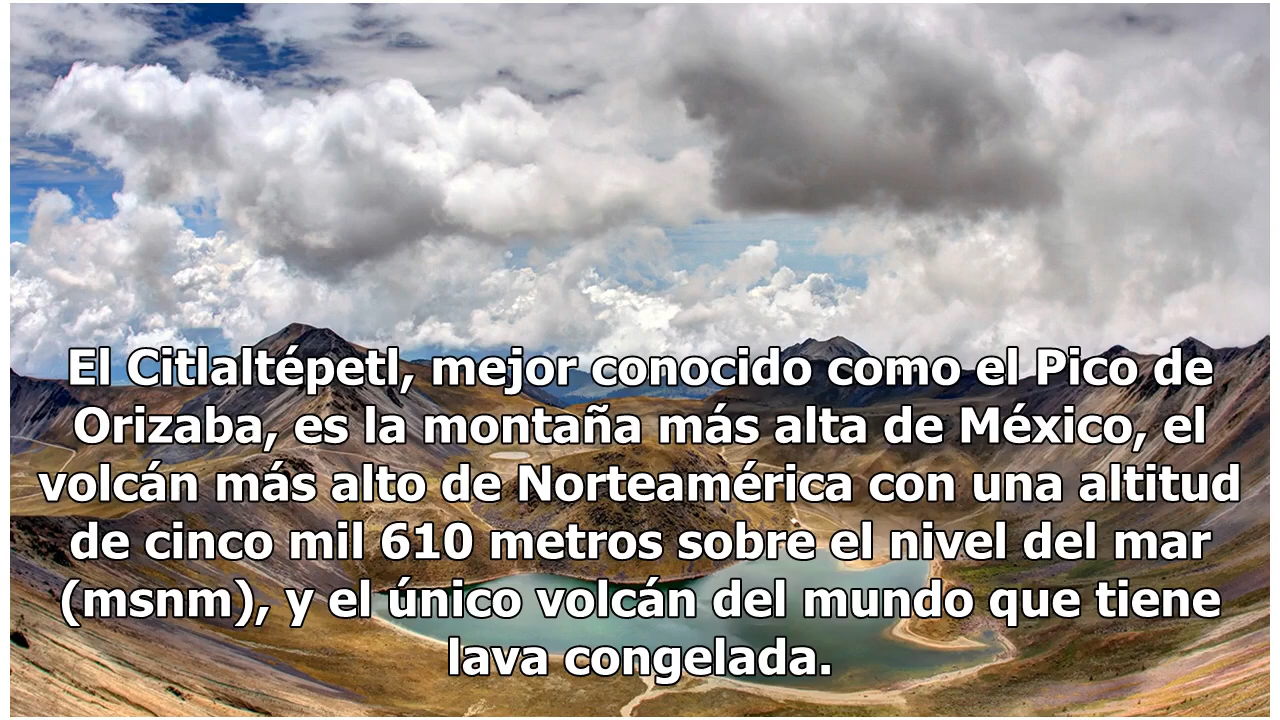 El Citlaltépetl, mejor conocido como el Pico de
Orizaba, es la montaña más alta de México, el
volcán más alto de Norteamérica con una altitud
de cinco mil 610 metros sobre el nivel del mar
(msnm), y el único volcán del mundo que tiene
lava congelada.